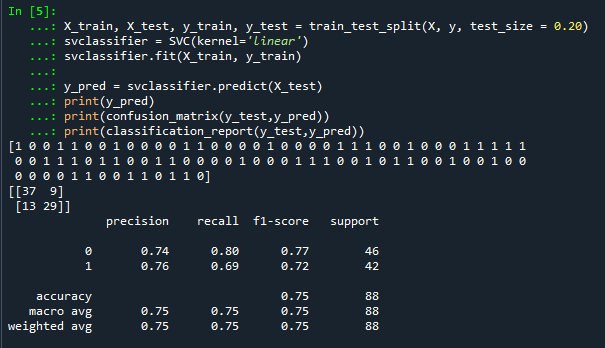 In [5]:
...: X_train, X_test, y_train, y_test = train_test_split(X, y, test_size = 0.20)
...: svclassifier = SVC(kernel='linear')
...: svclassifier.fit(X_train, y_train)
...:
...: y_pred = svclassifier.predict(X_test)
...: print(y_pred)
...: print(confusion_matrix(y_test,y_pred))
...: print(classification_report(y_test,y_pred))
[1 0 0 1 1 0 0 1 0 0 0 0 1 1 0 0 0 0 1 0 0 0 0 1 1 1 0 0 1 0 0 0 1 1 1 1 1
0 0 1 1 1 0 1 1 0 0 1 1 0 0 0 0 1 0 0 0 1 1 1 0 0 1 0 1 1 0 0 1 0 0 1 0 0
0 0 0 0 1 1 0 0 1 1 0 1 1 0]
[[37 9]
[13 29]]
precision recall f1-score support
0 0.74 0.80 0.77 46
1 0.76 0.69 0.72 42
accuracy 0.75 88
macro avg 0.75 0.75 0.75 88
weighted avg 0.75 0.75 0.75 88